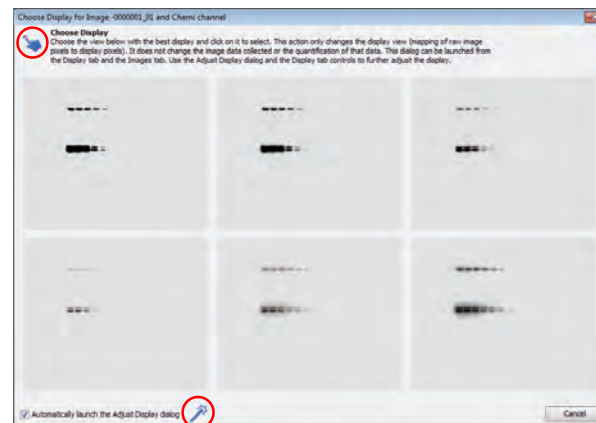 Choose Display for Image -0000001_01 and Chemi channel
Choose Display
Choose the view below with the best display and click on it to select. This action only changes the display view (mapping of raw image
pixels to display pixels). It does not change the image data collected or the quantification of that data. This dialog can be launched from
the Display tab and the Images tab. Use the Adjust Display dialog and the Display tab controls to further adjust the display.
Automatically launch the Adjust Display dialog
Cancel